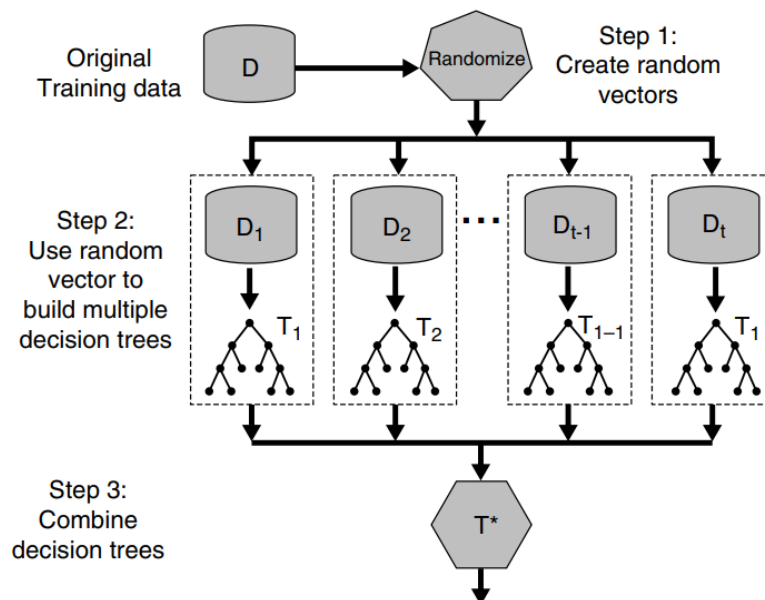 Original
Training data
D
Randomize
Step 1:
Create random
vectors
Step 2:
Use random
vector to
build multiple
decision trees
D₁
D₂
...
Dₜ₋₁
Dₜ
T₁
T₂
T₁₋₁
T₁
Step 3:
Combine
decision trees
T*